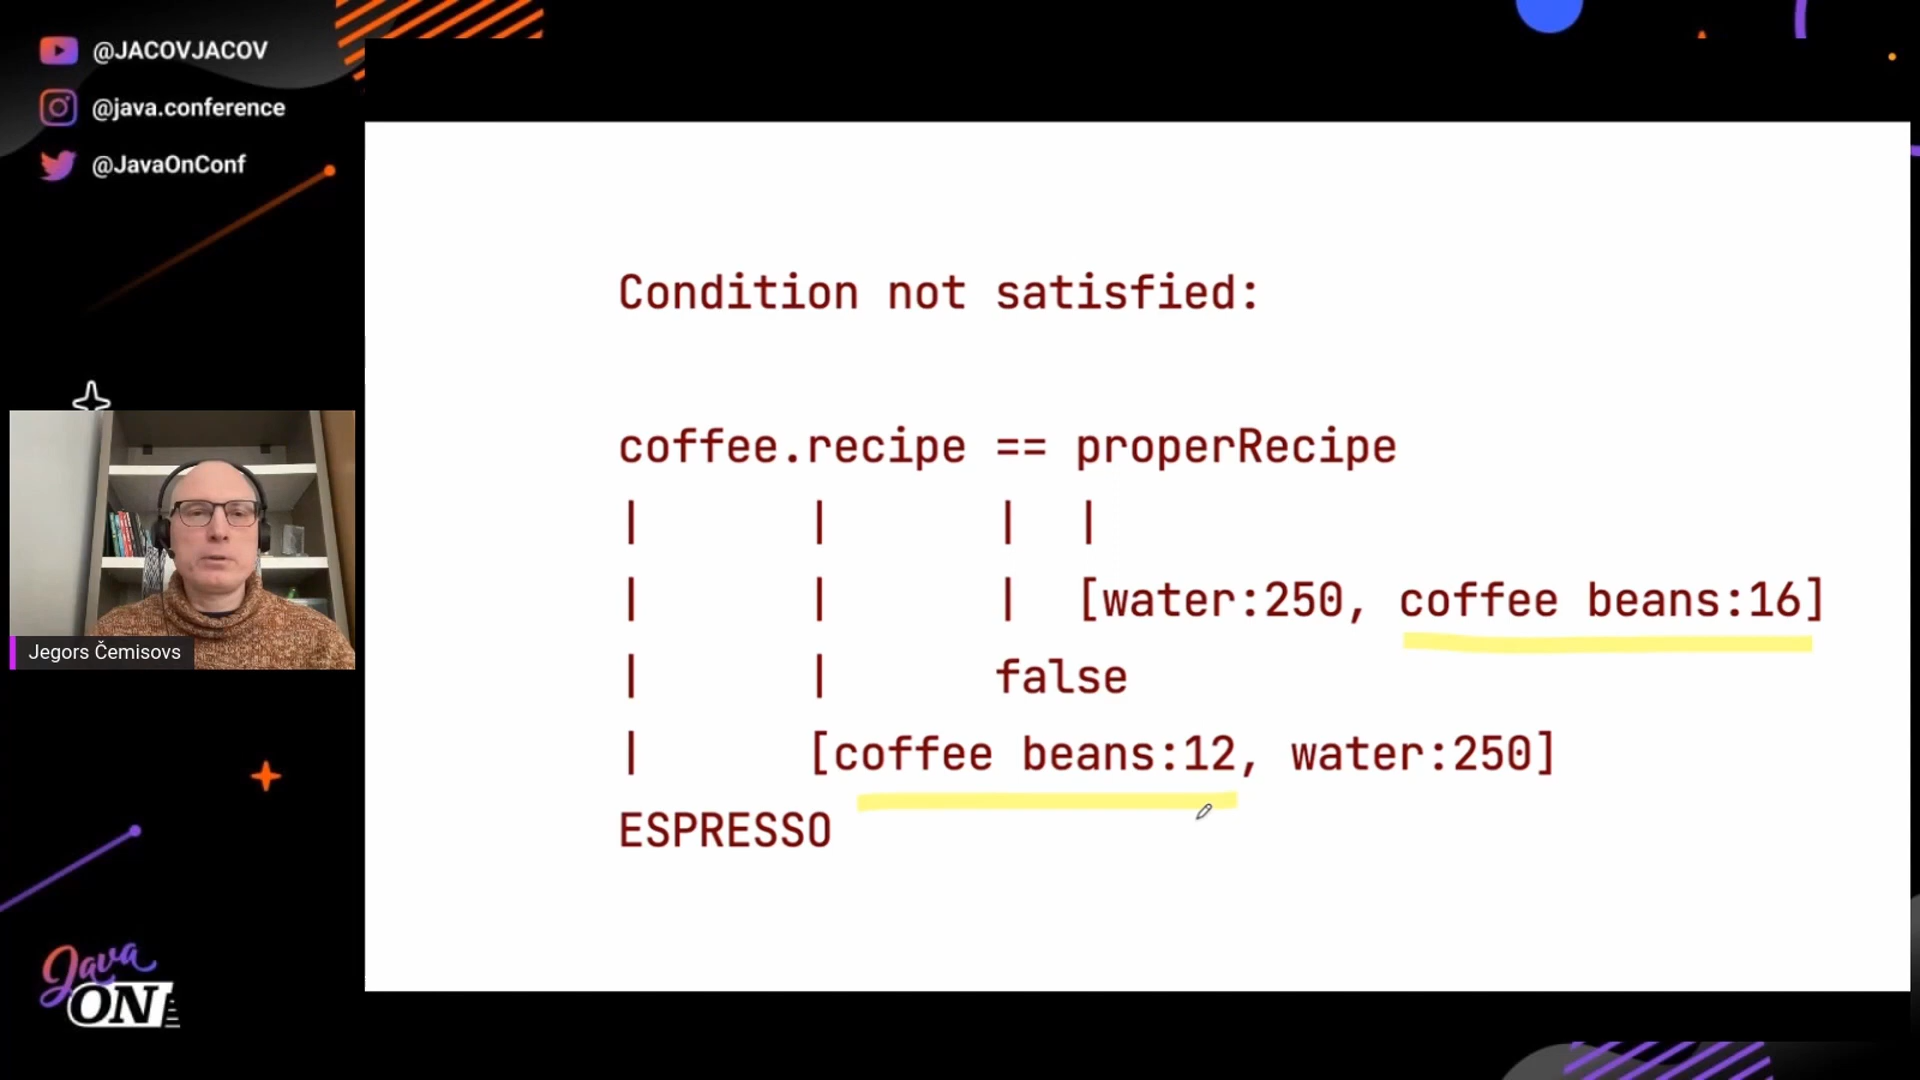 @JACOVJACOV
@java.conference
@JavaOnConf
Condition not satisfied:
coffee.recipe == properRecipe
| | | |
| | | [water:250, coffee beans:16]
| | false
| [coffee beans:12, water:250]
ESPRESSO
Jegors Čemisovs
Java
ON